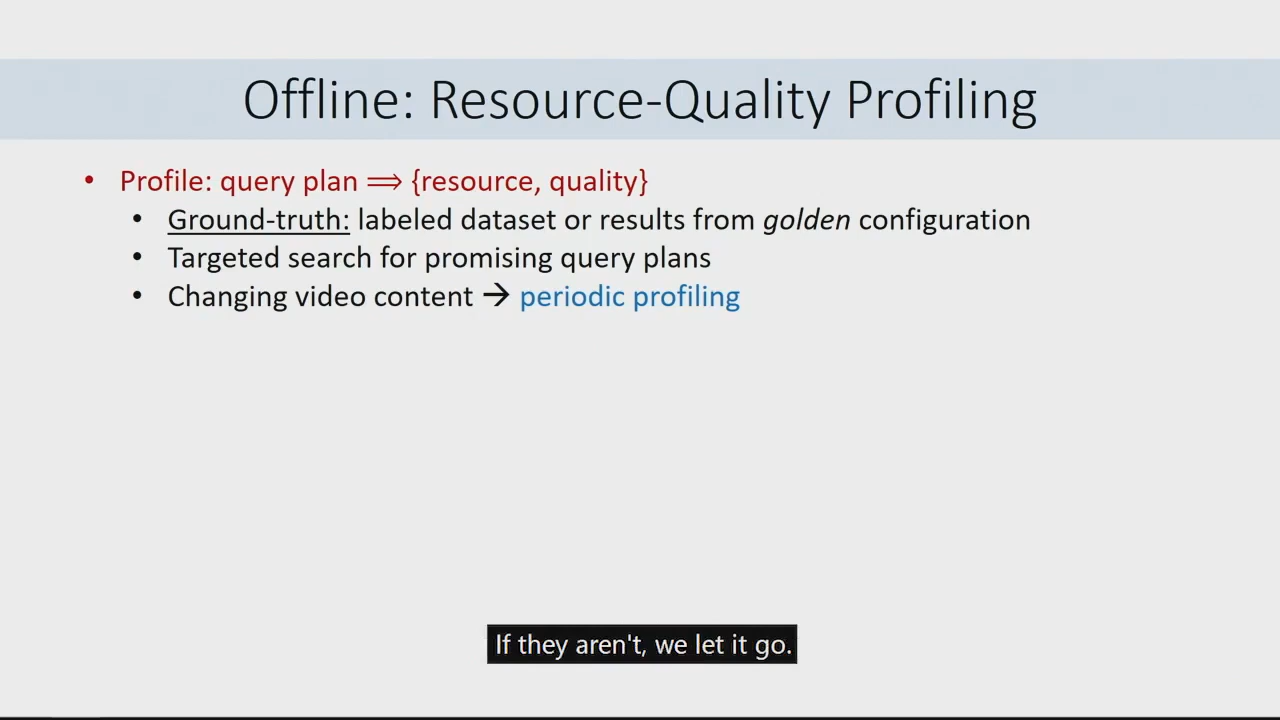 Offline: Resource-Quality Profiling
• Profile: query plan ⟹ {resource, quality}
• Ground-truth: labeled dataset or results from golden configuration
• Targeted search for promising query plans
• Changing video content → periodic profiling
If they aren't, we let it go.